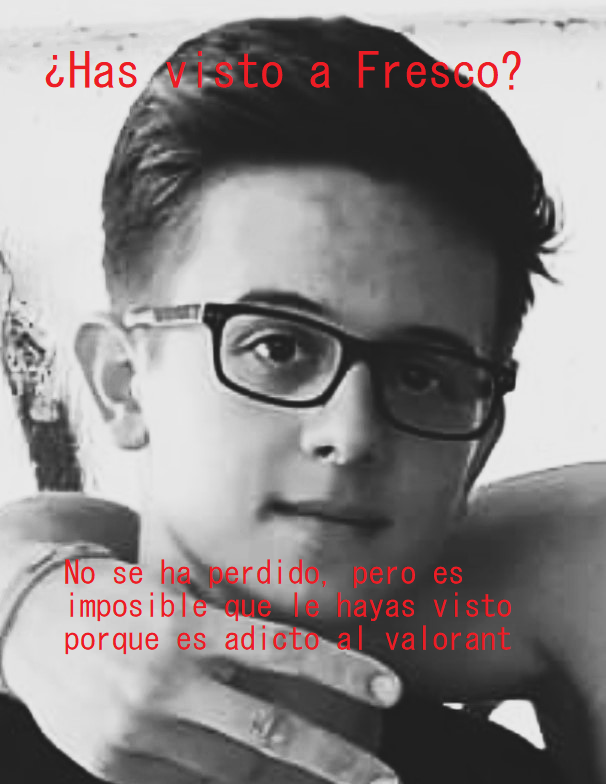 ¿Has visto a Fresco?
No se ha perdido, pero es
imposible que le hayas visto
porque es adicto al valorant